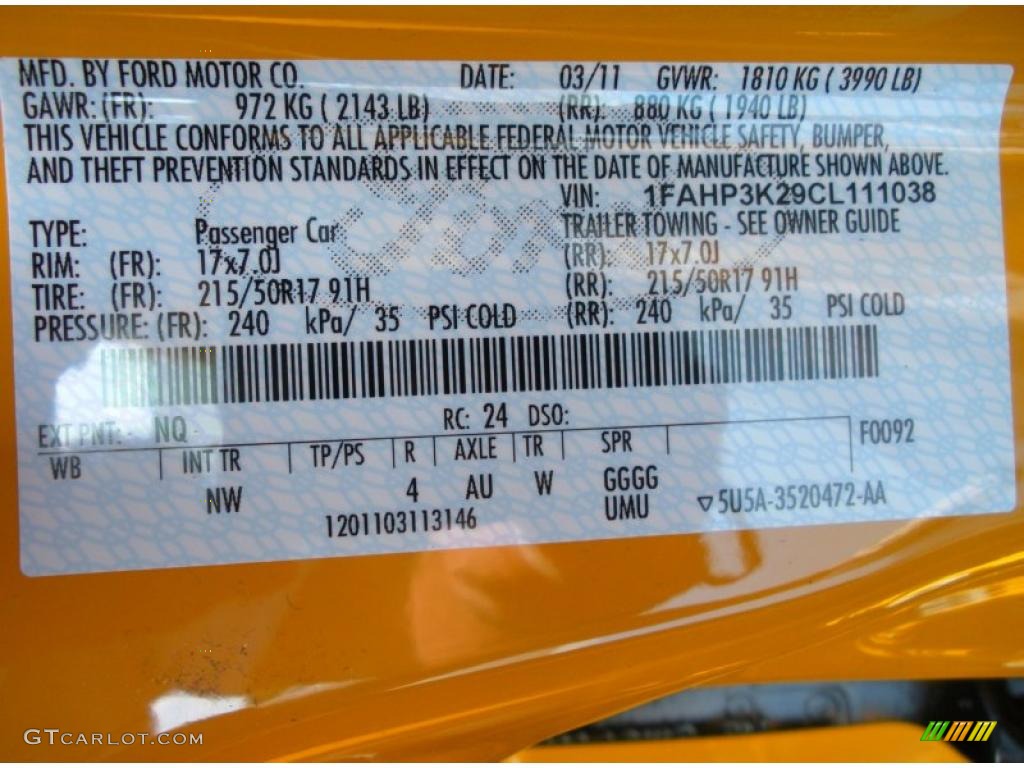 MFD. BY FORD MOTOR CO. DATE: 03/11 GVWR: 1810 KG ( 3990 LB)
GAWR: (FR): 972 KG ( 2143 LB) (RR): 880 KG ( 1940 LB)
THIS VEHICLE CONFORMS TO ALL APPLICABLE FEDERAL MOTOR VEHICLE SAFETY, BUMPER,
AND THEFT PREVENTION STANDARDS IN EFFECT ON THE DATE OF MANUFACTURE SHOWN ABOVE.
VIN: 1FAHP3K29CL111038
TYPE: Passenger Car TRAILER TOWING - SEE OWNER GUIDE
RIM: (FR): 17x7.0J (RR): 17x7.0J
TIRE: (FR): 215/50R17 91H (RR): 215/50R17 91H
PRESSURE: (FR): 240 kPa/ 35 PSI COLD (RR): 240 kPa/ 35 PSI COLD
RC: 24 DSO:
EXT PNT: NQ F0092
WB INT TR TP/PS R AXLE TR SPR
NW 4 AU W GGGG
1201103113146 UMU ▽5U5A-3520472-AA
GTCARLOT.COM